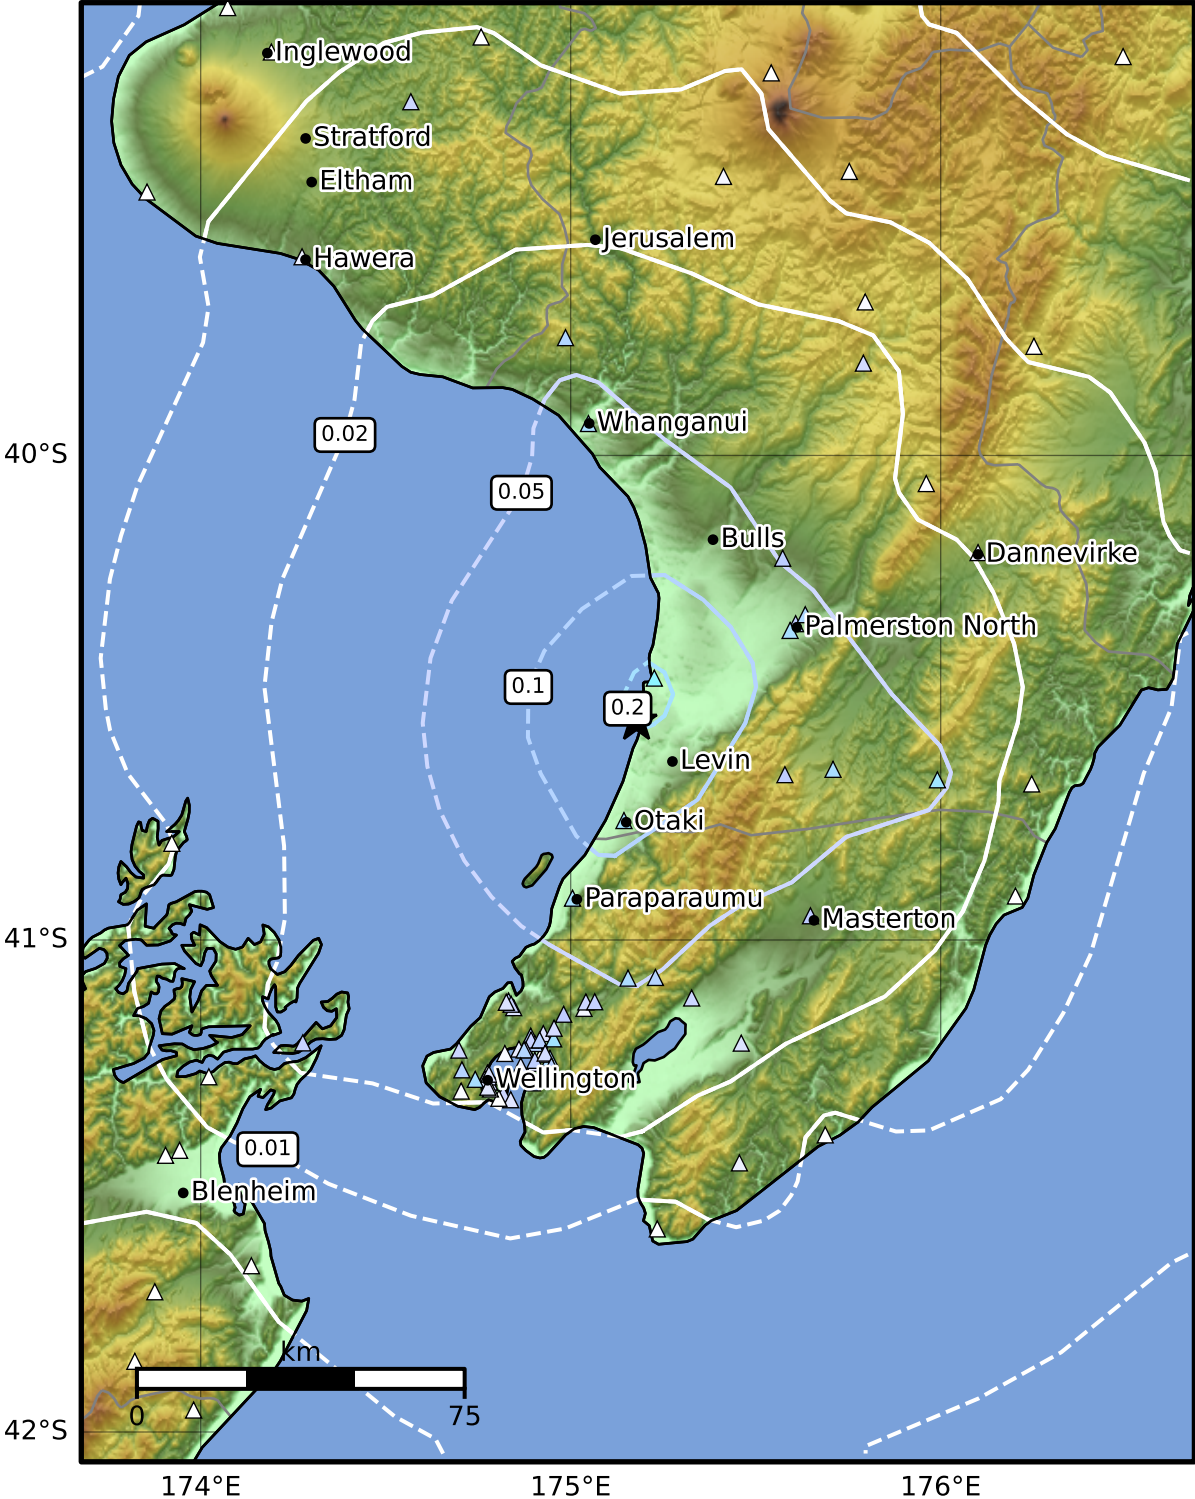 Inglewood
Stratford
Eltham
Jerusalem
Hawera
Whanganui
0.02
40°S
0.05
Bulls
Dannevirke
Palmerston North
0.1
0.2
Levin
Otaki
Paraparaumu
Masterton
41°S
Wellington
0.01
Blenheim
km
0 75
42°S
174°E 175°E 176°E